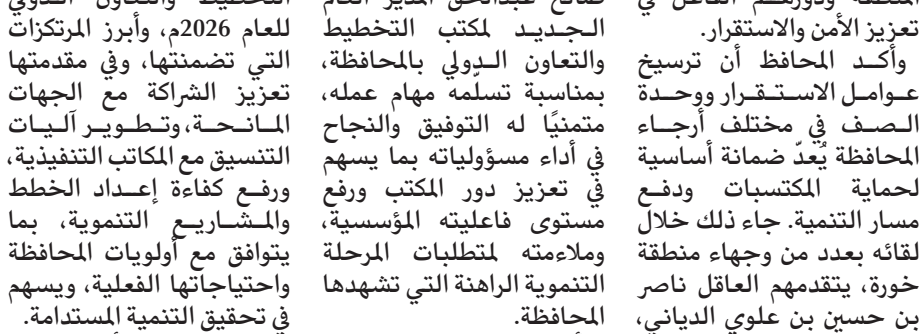 المنطقة ودورهم الفاعل في
تعزيز الأمن والاستقرار.
وأكد المحافظ أن ترسيخ
عوامل الاستقرار ووحدة
الصف في مختلف أرجاء
المحافظة يُعدّ ضمانة أساسية
لحماية المكتسبات ودفع
مسار التنمية. جاء ذلك خلال
لقائه بعدد من وجهاء منطقة
خورة، يتقدمهم العاقل ناصر
بن حسين بن علوي الدياني،
صالح عبدالحق المدير العام
الجديد لمكتب التخطيط
والتعاون الدولي بالمحافظة،
بمناسبة تسلّمه مهام عمله،
متمنيًا له التوفيق والنجاح
في أداء مسؤولياته بما يسهم
في تعزيز دور المكتب ورفع
مستوى فاعليته المؤسسية،
وملاءمته لمتطلبات المرحلة
التنموية الراهنة التي تشهدها
المحافظة.
التخطيط والتعاون الدولي
للعام 2026م، وأبرز المرتكزات
التي تضمنتها، وفي مقدمتها
تعزيز الشراكة مع الجهات
المانحة، وتطوير آليات
التنسيق مع المكاتب التنفيذية،
ورفع كفاءة إعداد الخطط
والمشاريع التنموية، بما
يتوافق مع أولويات المحافظة
واحتياجاتها الفعلية، ويسهم
في تحقيق التنمية المستدامة.